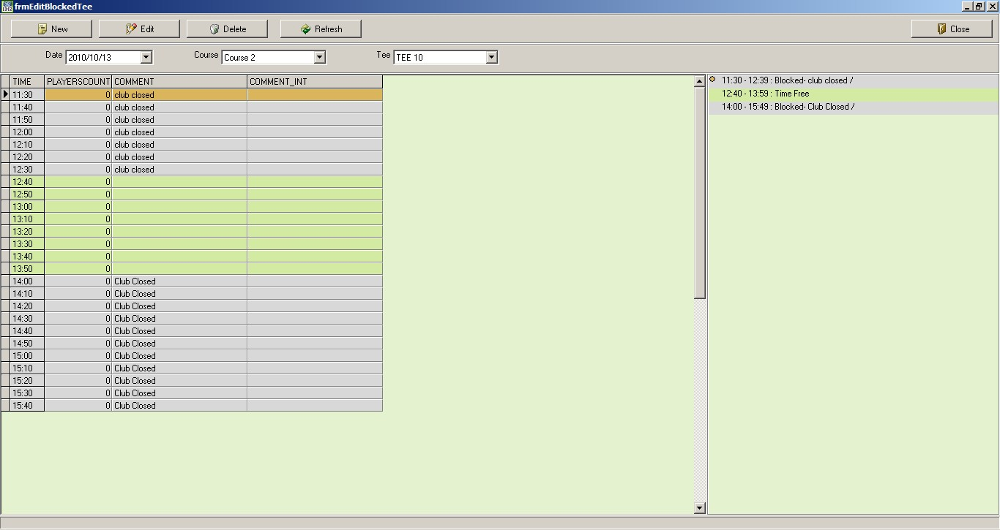 frmEditBlockedTee
New Edit Delete Refresh Close
Date 2010/10/13 Course Course 2 Tee TEE 10
TIME PLAYERSCOUNT COMMENT COMMENT_INT
11:30 0 club closed
11:40 0 club closed
11:50 0 club closed
12:00 0 club closed
12:10 0 club closed
12:20 0 club closed
12:30 0 club closed
12:40 0
12:50 0
13:00 0
13:10 0
13:20 0
13:30 0
13:40 0
13:50 0
14:00 0 Club Closed
14:10 0 Club Closed
14:20 0 Club Closed
14:30 0 Club Closed
14:40 0 Club Closed
14:50 0 Club Closed
15:00 0 Club Closed
15:10 0 Club Closed
15:20 0 Club Closed
15:30 0 Club Closed
15:40 0 Club Closed
11:30 - 12:39 : Blocked- club closed /
12:40 - 13:59 : Time Free
14:00 - 15:49 : Blocked- Club Closed /